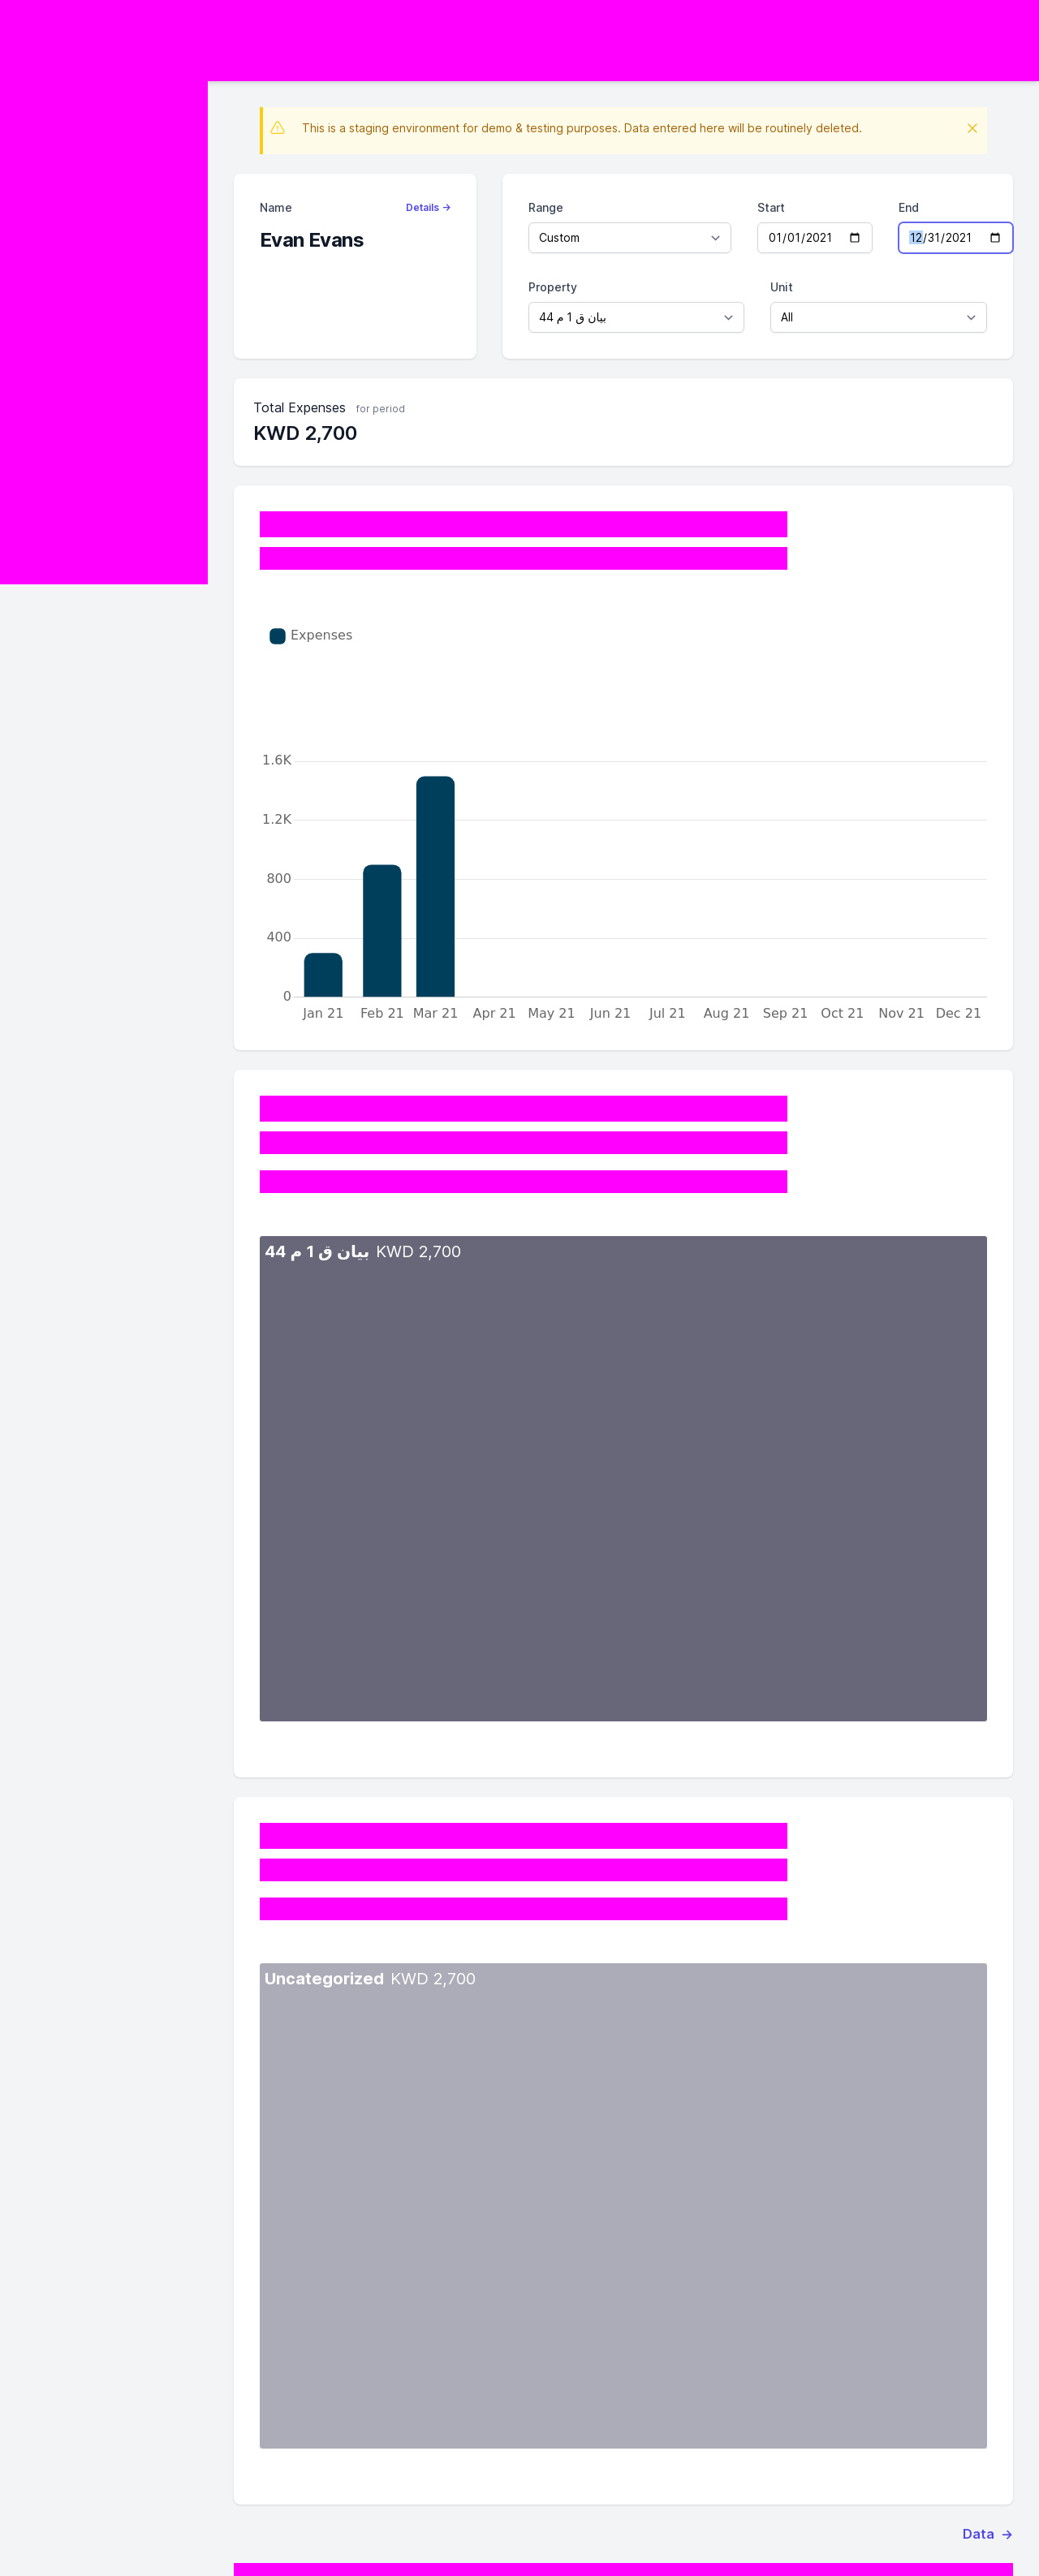 This is a staging environment for demo & testing purposes. Data entered here will be routinely deleted.
Name
Details →
Evan Evans
Range
Start
End
Custom
01/01/2021
12/31/2021
Property
Unit
بيان ق 1 م 44
All
Total Expenses for period
KWD 2,700
Expenses
1.6K
1.2K
800
400
0
Jan 21 Feb 21 Mar 21 Apr 21 May 21 Jun 21 Jul 21 Aug 21 Sep 21 Oct 21 Nov 21 Dec 21
بيان ق 1 م 44 KWD 2,700
Uncategorized KWD 2,700
Data →